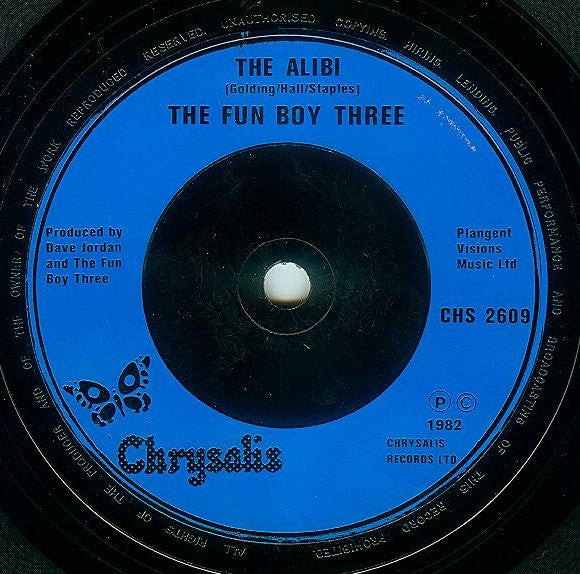 THE ALIBI
(Golding/Hall/Staples)
THE FUN BOY THREE
Produced by
Dave Jordan
and The Fun
Boy Three
Plangent
Visions
Music Ltd
CHS 2609
Ⓟ ©
1982
CHRYSALIS
RECORDS LTD
Chrysalis
ALL RIGHTS OF THE PRODUCER AND OF THE OWNER OF THE WORK REPRODUCED RESERVED. UNAUTHORISED COPYING, HIRING, LENDING, PUBLIC PERFORMANCE AND BROADCASTING OF THIS RECORD PROHIBITED.